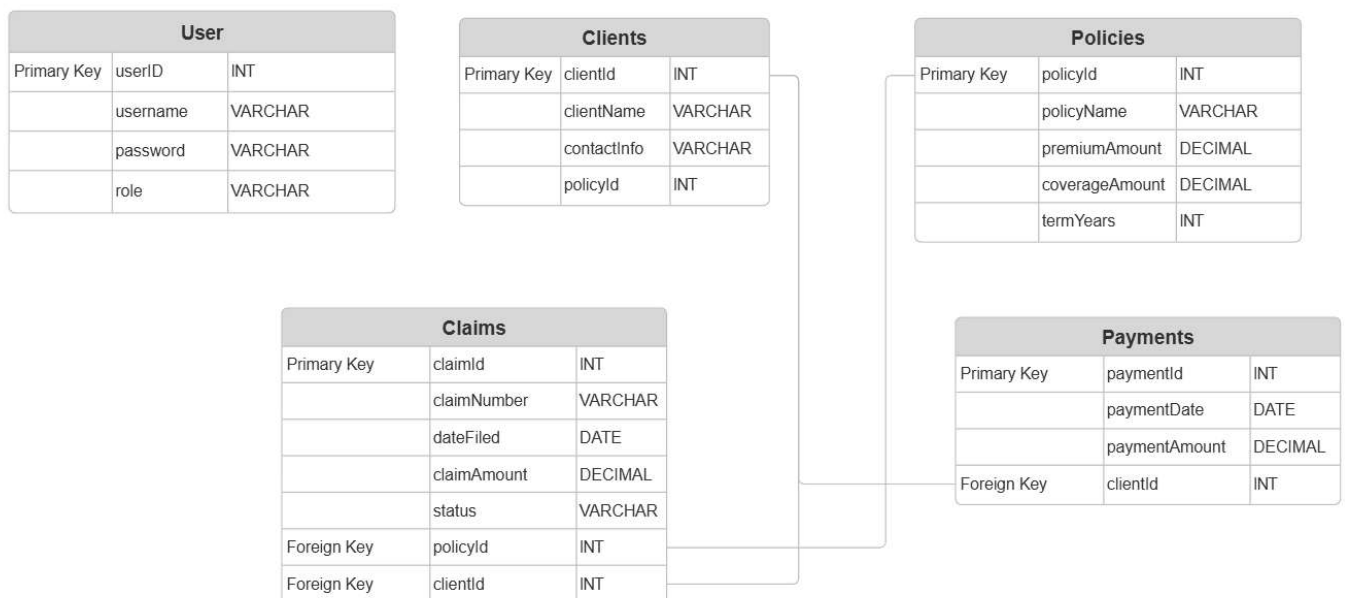 User
Primary Key userID INT
username VARCHAR
password VARCHAR
role VARCHAR
Clients
Primary Key clientId INT
clientName VARCHAR
contactInfo VARCHAR
policyId INT
Policies
Primary Key policyId INT
policyName VARCHAR
premiumAmount DECIMAL
coverageAmount DECIMAL
termYears INT
Claims
Primary Key claimId INT
claimNumber VARCHAR
dateFiled DATE
claimAmount DECIMAL
status VARCHAR
Foreign Key policyId INT
Foreign Key clientId INT
Payments
Primary Key paymentId INT
paymentDate DATE
paymentAmount DECIMAL
Foreign Key clientId INT